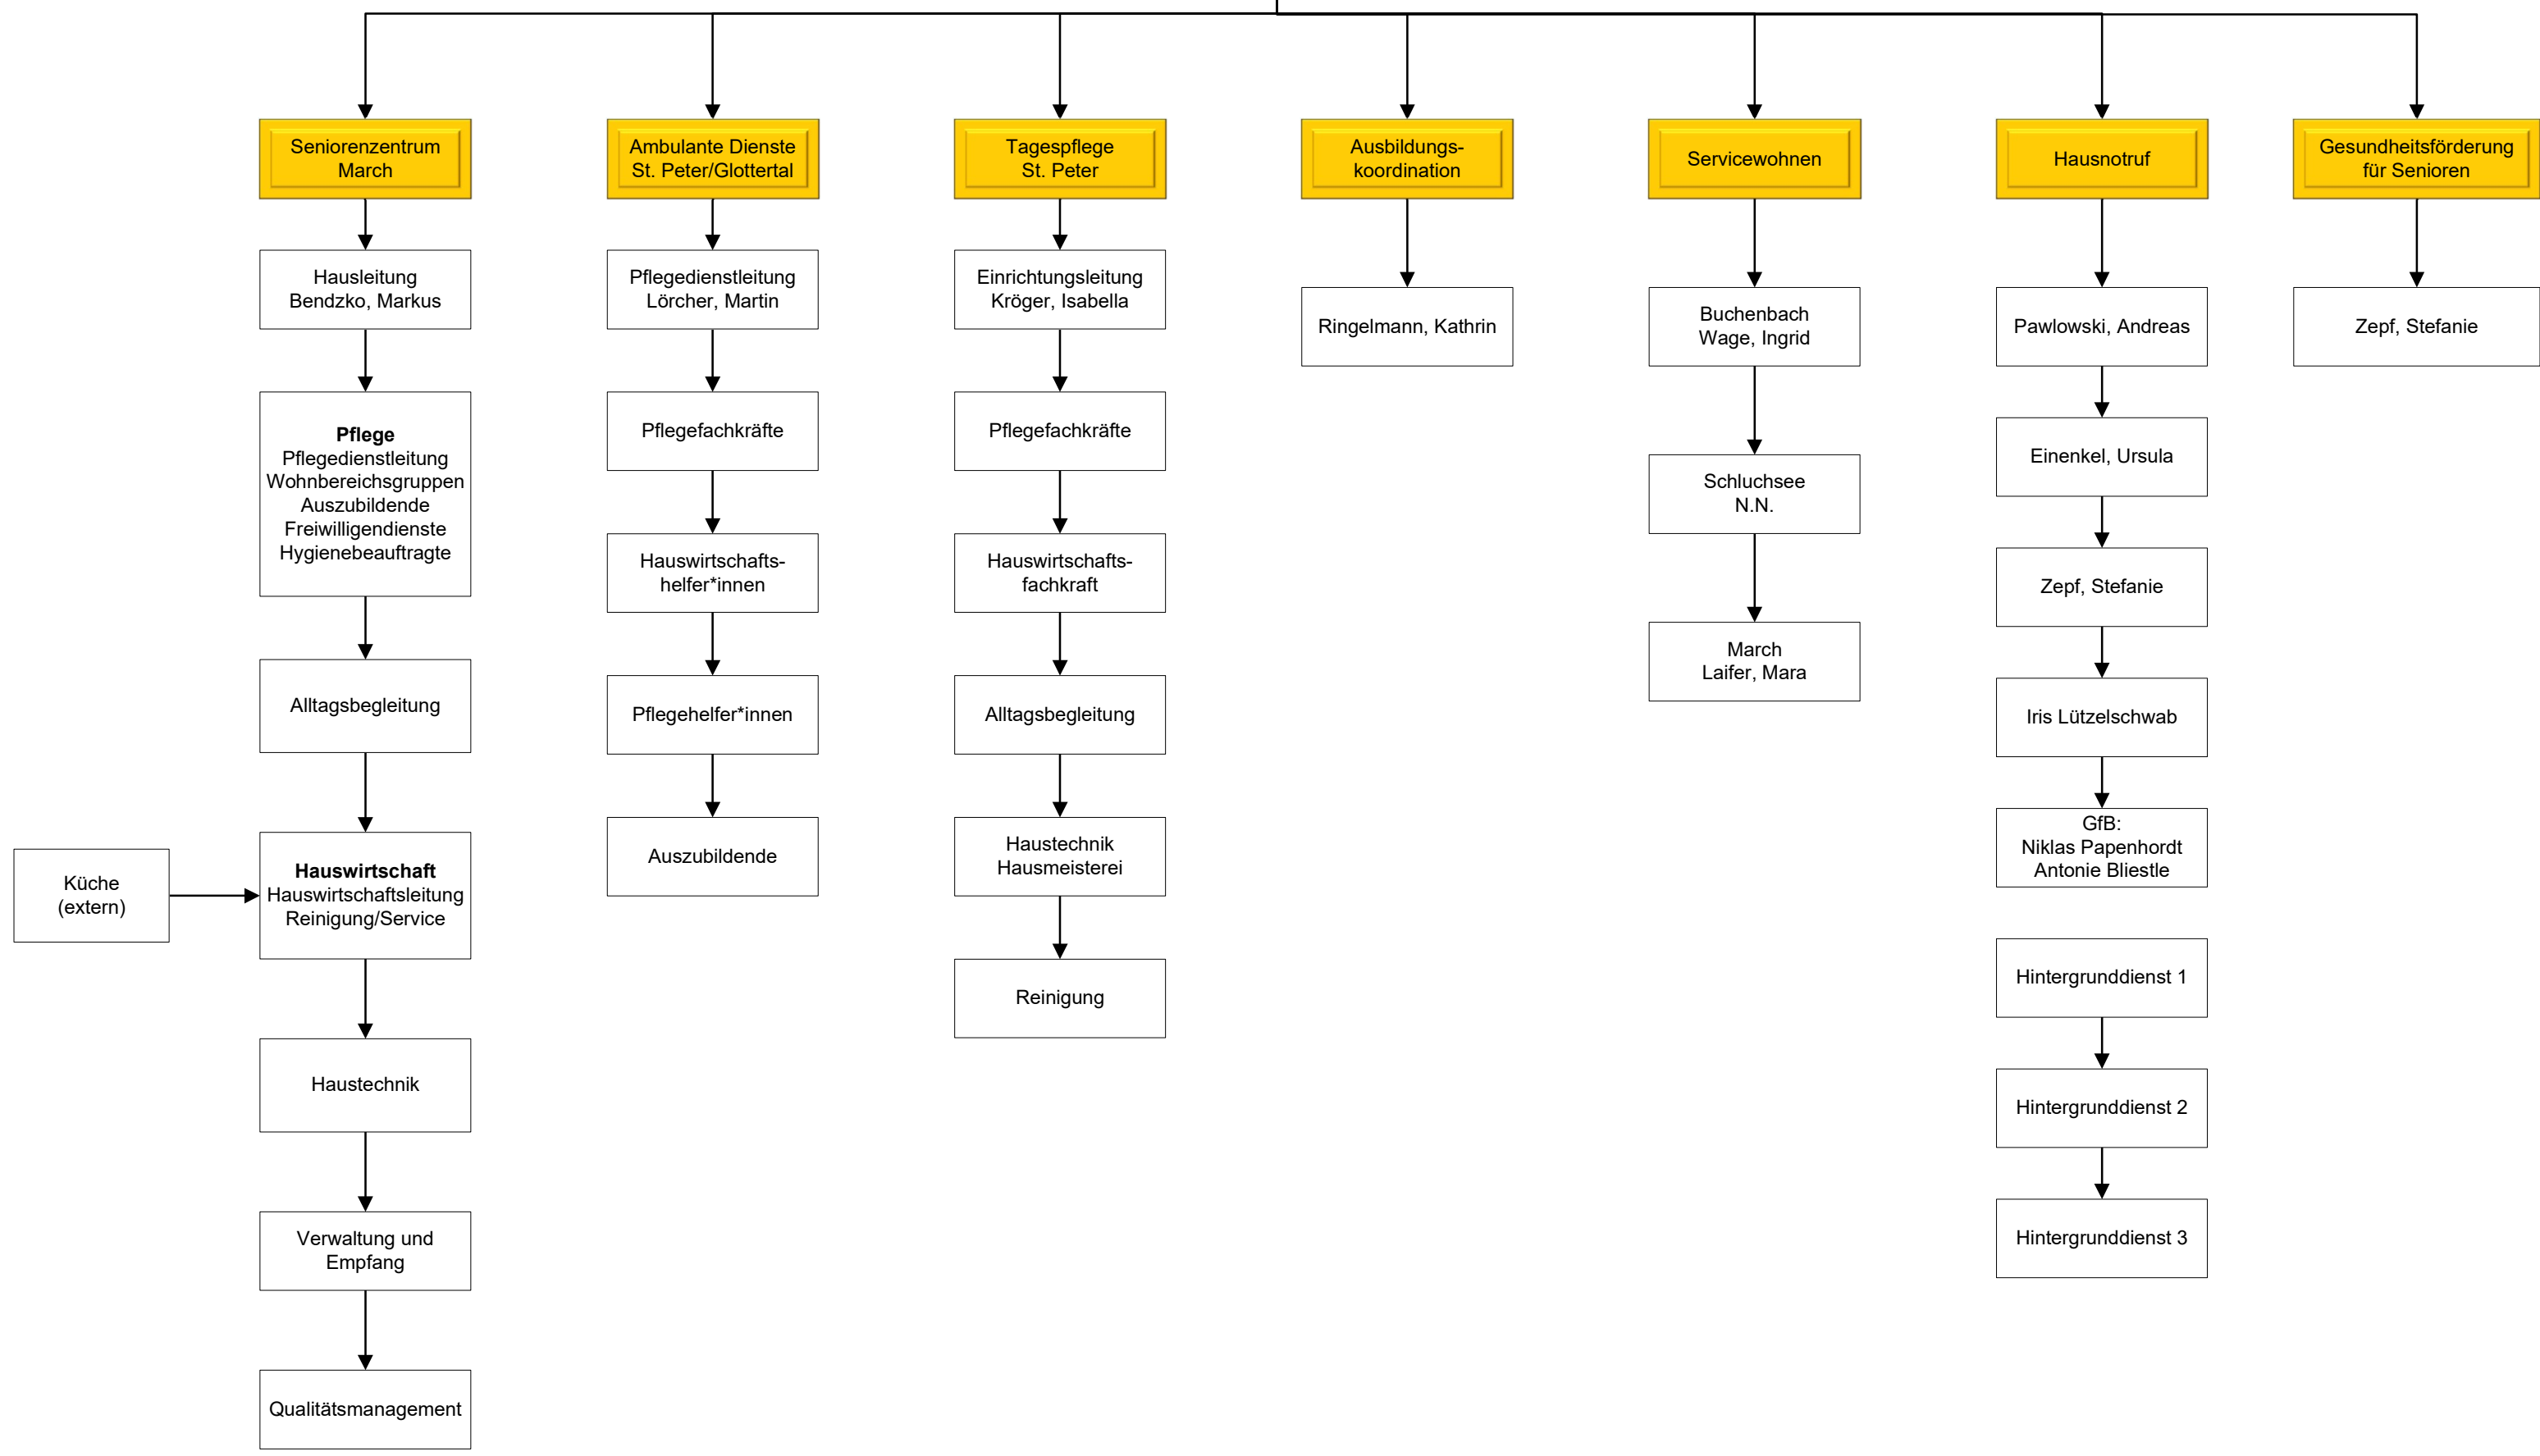 Seniorenzentrum
March
Ambulante Dienste
St. Peter/Glottertal
Tagespflege
St. Peter
Ausbildungs-
koordination
Servicewohnen
Hausnotruf
Gesundheitsförderung
für Senioren
Hausleitung
Bendzko, Markus
Pflege
Pflegedienstleitung
Wohnbereichsgruppen
Auszubildende
Freiwilligendienste
Hygienebeauftragte
Alltagsbegleitung
Küche
(extern)
Hauswirtschaft
Hauswirtschaftsleitung
Reinigung/Service
Haustechnik
Verwaltung und
Empfang
Qualitätsmanagement
Pflegedienstleitung
Lörcher, Martin
Pflegefachkräfte
Hauswirtschafts-
helfer*innen
Pflegehelfer*innen
Auszubildende
Einrichtungsleitung
Kröger, Isabella
Pflegefachkräfte
Hauswirtschafts-
fachkraft
Alltagsbegleitung
Haustechnik
Hausmeisterei
Reinigung
Ringelmann, Kathrin
Buchenbach
Wage, Ingrid
Schluchsee
N.N.
March
Laifer, Mara
Pawlowski, Andreas
Einenkel, Ursula
Zepf, Stefanie
Iris Lützelschwab
GfB:
Niklas Papenhordt
Antonie Bliestle
Hintergrunddienst 1
Hintergrunddienst 2
Hintergrunddienst 3
Zepf, Stefanie